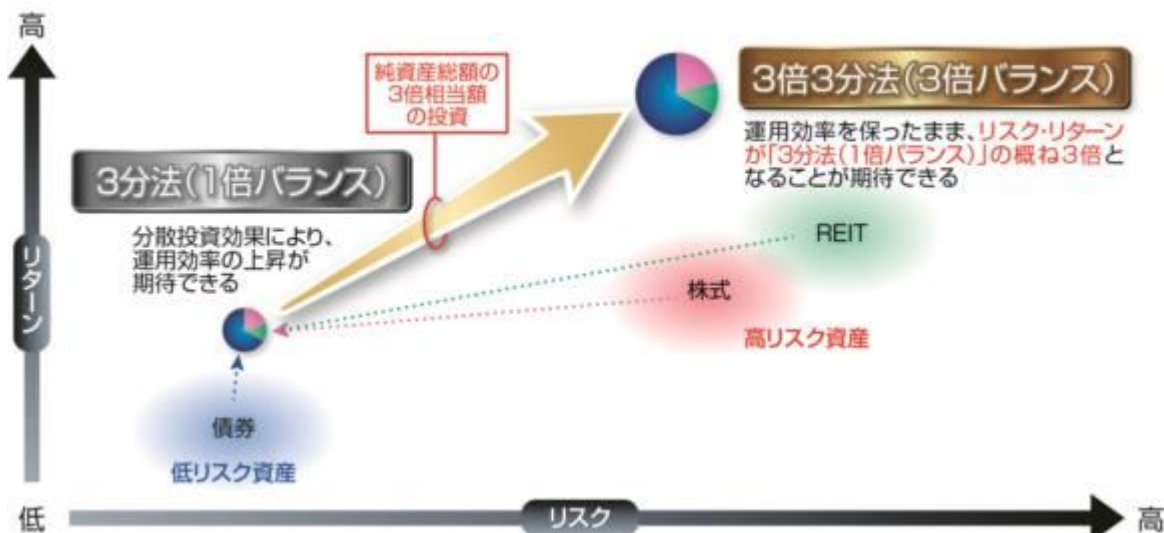 高
純資産総額の
3倍相当額
の投資
3倍3分法(3倍バランス)
運用効率を保ったまま、リスク・リターン
が「3分法(1倍バランス)」の概ね3倍と
なることが期待できる
3分法(1倍バランス)
分散投資効果により、
運用効率の上昇が
期待できる
リターン
REIT
株式
高リスク資産
債券
低リスク資産
低
リスク
高